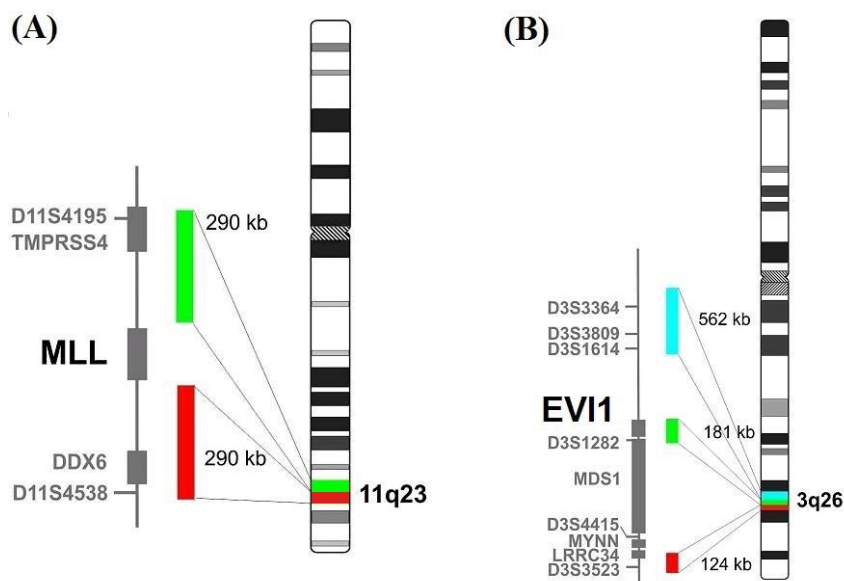 (A)
D11S4195
TMPRSS4
290 kb
MLL
DDX6
290 kb
D11S4538
11q23
(B)
D3S3364
562 kb
D3S3809
D3S1614
EVI1
181 kb
D3S1282
MDS1
3q26
D3S4415
MYNN
LRRC34
D3S3523
124 kb